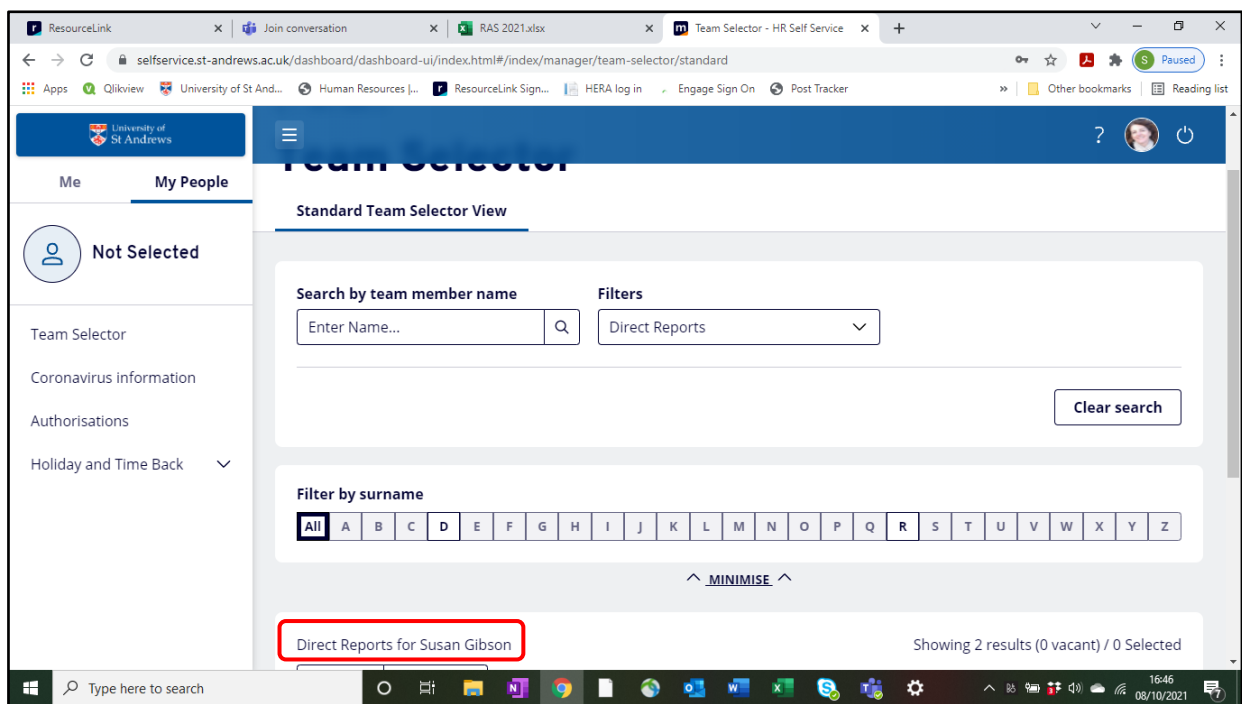 ResourceLink
Join conversation
RAS 2021.xlsx
Team Selector - HR Self Service
selfservice.st-andrews.ac.uk/dashboard/dashboard-ui/index.html#/index/manager/team-selector/standard
S Paused
Apps Qlikview University of St And... Human Resources |... ResourceLink Sign... HERA log in Engage Sign On Post Tracker » Other bookmarks Reading list
University of
St Andrews
?
Team Selector
Me My People
Standard Team Selector View
Not Selected
Search by team member name Filters
Enter Name... Direct Reports
Team Selector
Coronavirus information
Authorisations
Holiday and Time Back
Clear search
Filter by surname
All A B C D E F G H I J K L M N O P Q R S T U V W X Y Z
MINIMISE
Direct Reports for Susan Gibson Showing 2 results (0 vacant) / 0 Selected
Type here to search
16:46
08/10/2021